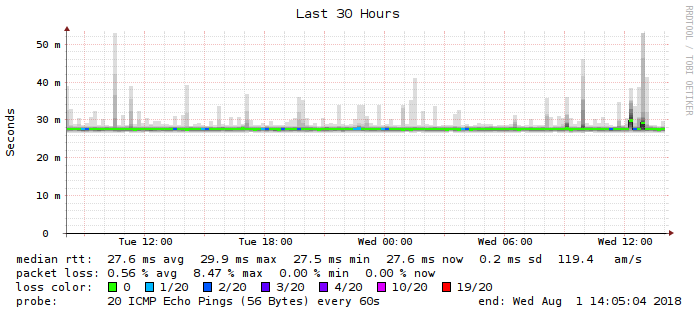 Last 30 Hours
RRDTOOL / TOBI OETIKER
Seconds
50 m
40 m
30 m
20 m
10 m
0
Tue 12:00 Tue 18:00 Wed 00:00 Wed 06:00 Wed 12:00
median rtt: 27.6 ms avg 29.9 ms max 27.5 ms min 27.6 ms now 0.2 ms sd 119.4 am/s
packet loss: 0.56 % avg 8.47 % max 0.00 % min 0.00 % now
loss color: 0 1/20 2/20 3/20 4/20 10/20 19/20
probe: 20 ICMP Echo Pings (56 Bytes) every 60s end: Wed Aug 1 14:05:04 2018